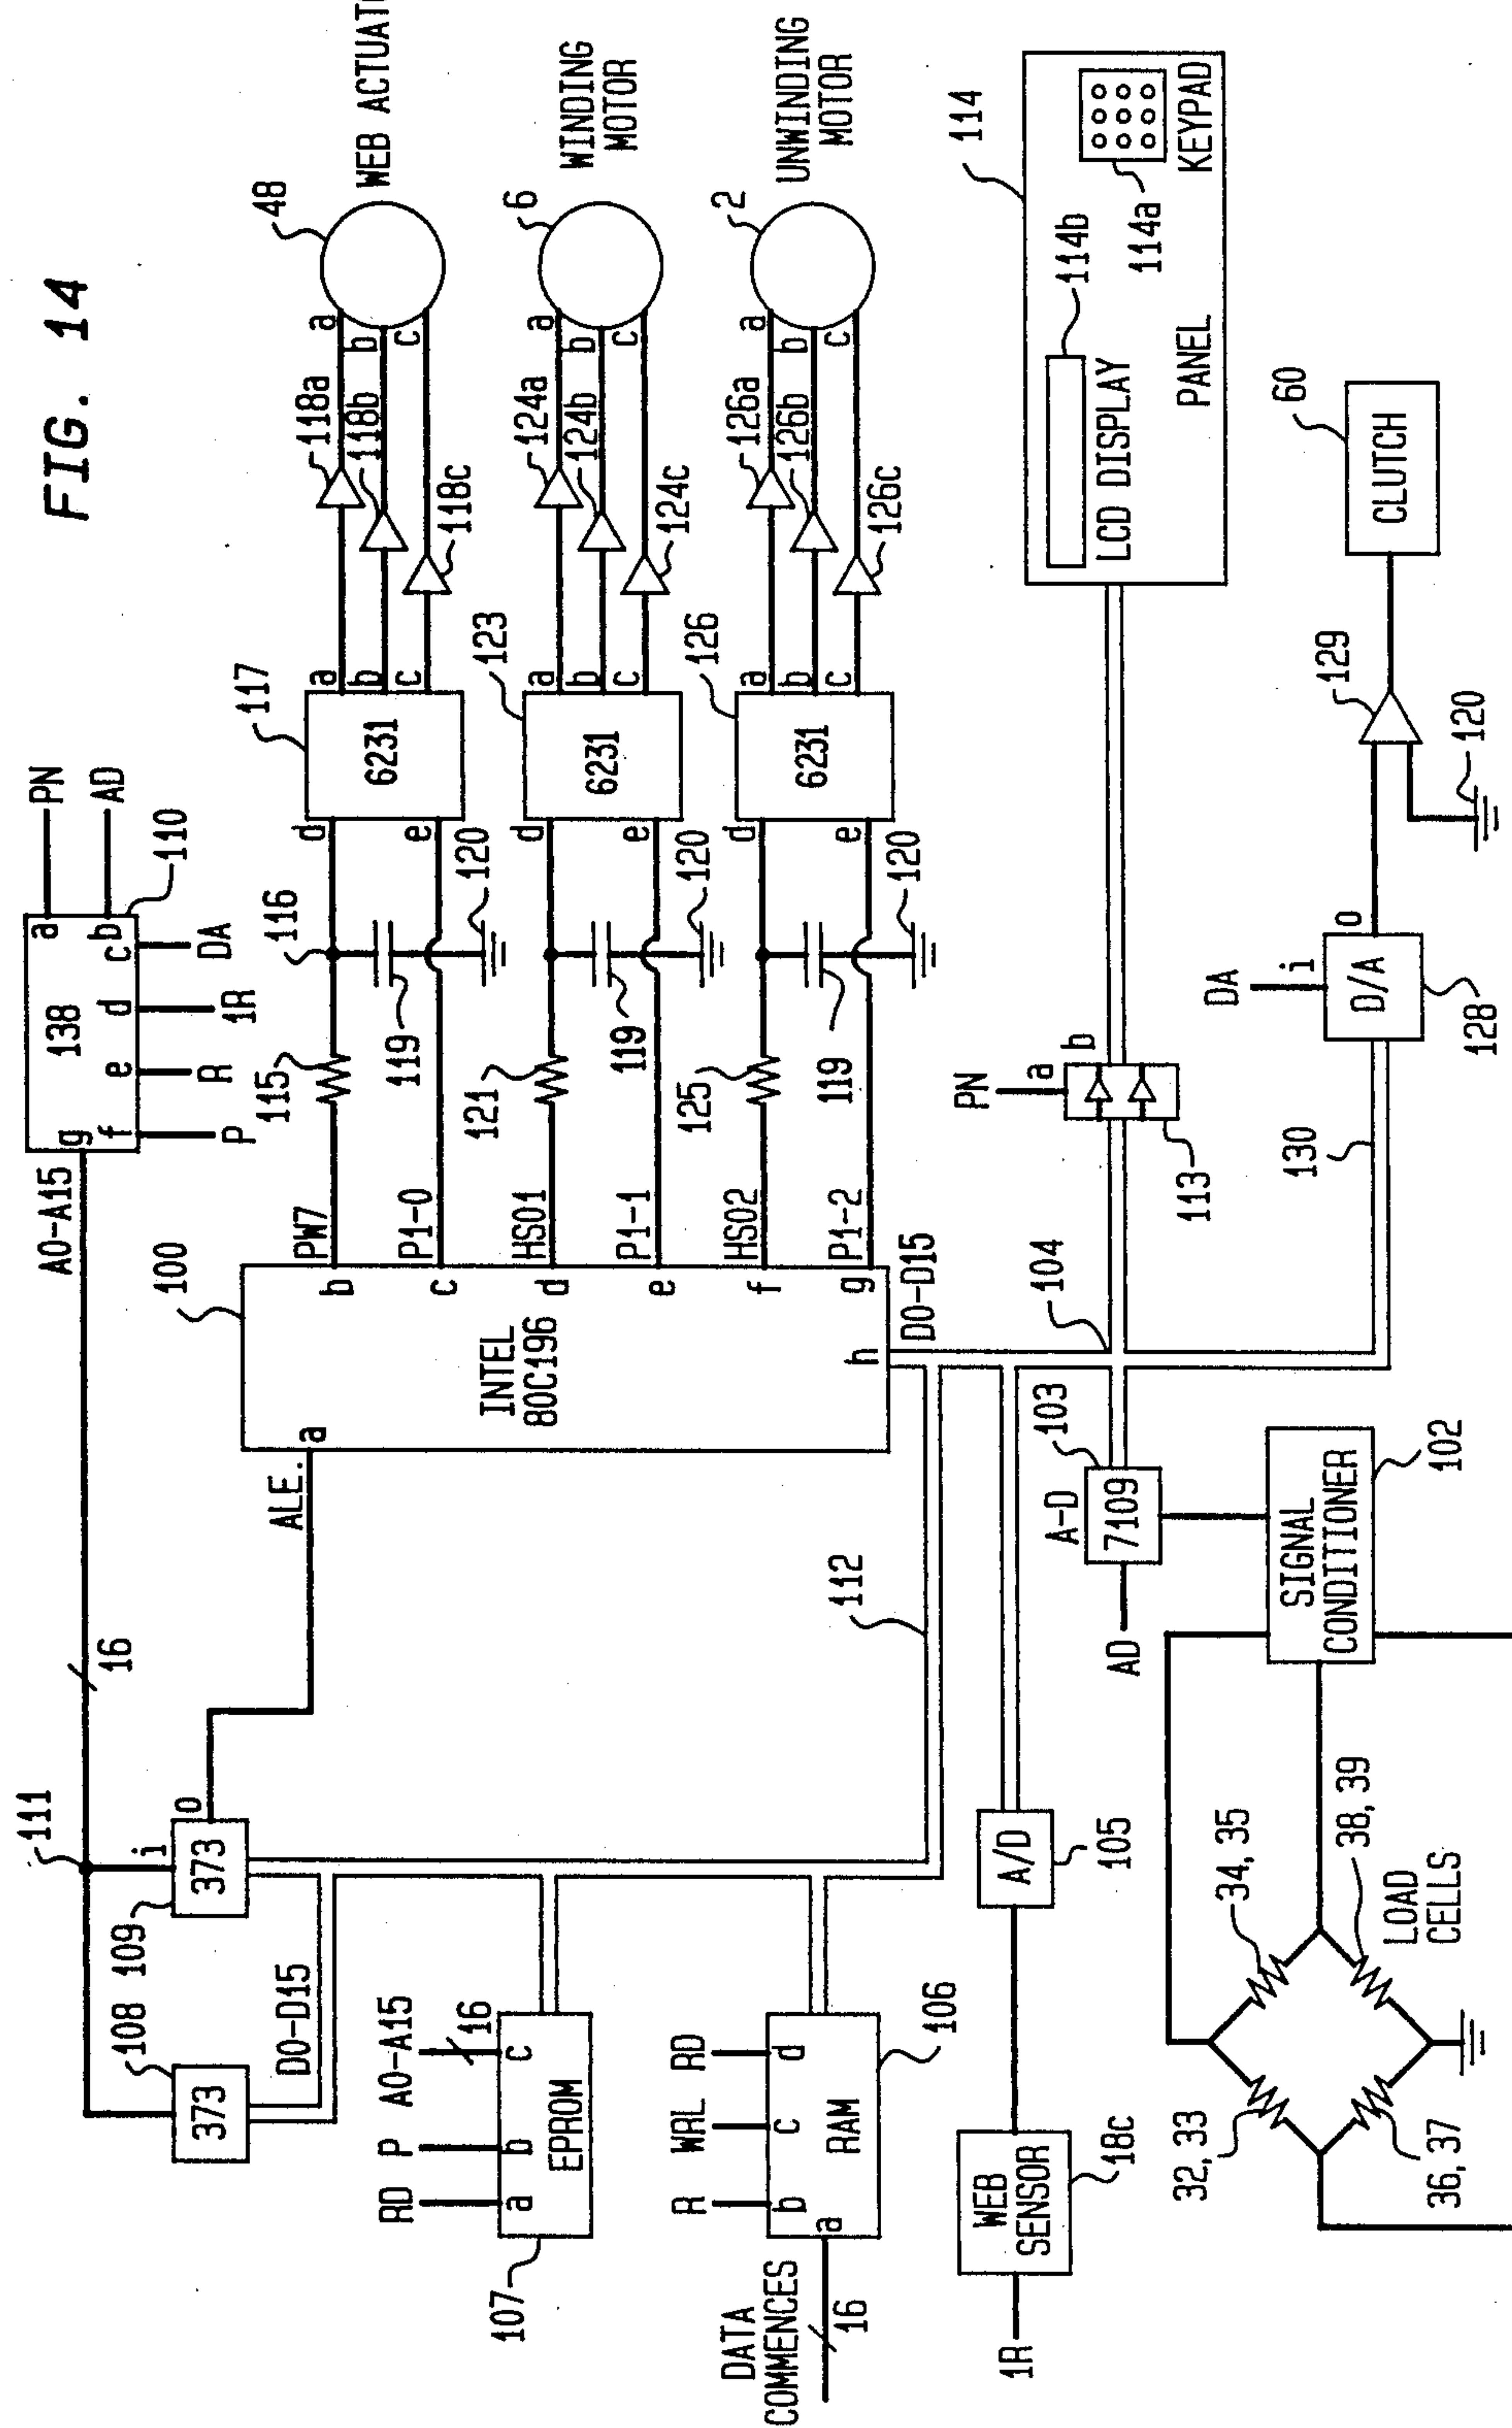 FIG. 14
138
a
b
c
d
e
f
g
PN
AD
DA
1R
R
P
110
A0-A15
16
111
373
i
o
109
373
108
D0-D15
ALE.
100
INTEL
80C196
a
b
c
d
e
f
g
h
PW7
P1-0
HS01
P1-1
HS02
P1-2
D0-D15
115
116
119
120
121
119
120
125
119
120
117
6231
d
e
a
b
c
123
6231
d
e
a
b
c
126
6231
d
e
a
b
c
118a
118b
118c
124a
124b
124c
126a
126b
126c
a
b
c
48
WEB ACTUATO
a
b
c
6
WINDING
MOTOR
a
b
c
2
UNWINDING
MOTOR
RD
P
A0-A15
16
a
b
c
EPROM
107
R
WRL
RD
a
b
c
d
RAM
106
DATA
COMMENCES
16
112
1R
WEB
SENSOR
18c
A/D
105
104
A-D
7109
103
AD
SIGNAL
CONDITIONER
102
32, 33
34, 35
36, 37
38, 39
LOAD
CELLS
PN
a
b
113
114
114b
LCD DISPLAY
PANEL
114a
KEYPAD
130
DA
i
D/A
o
128
129
120
CLUTCH
60